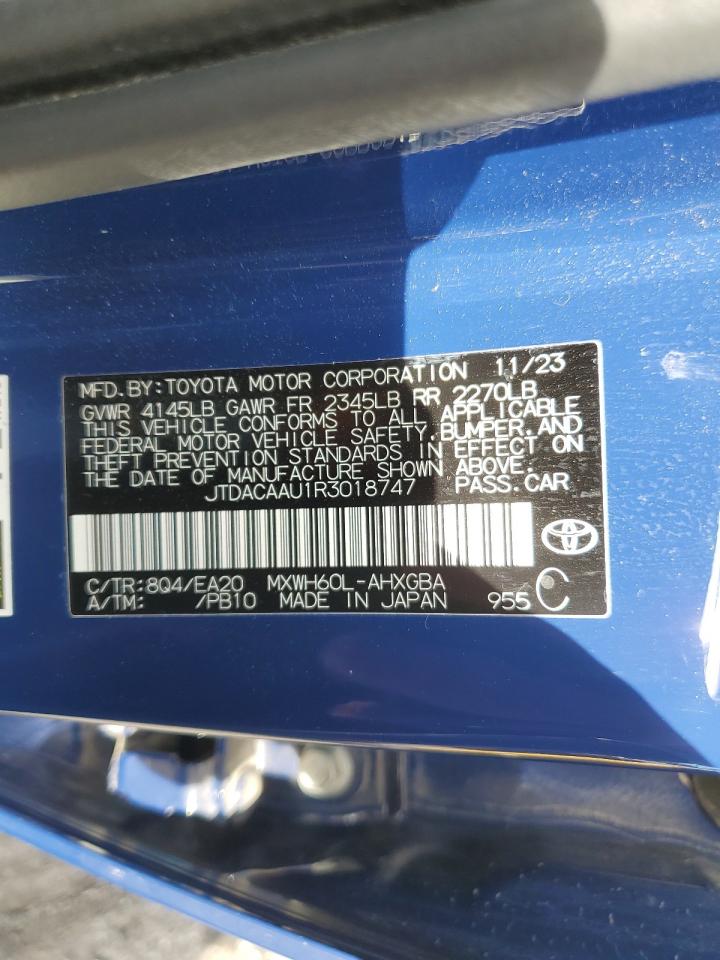 MFD. BY: TOYOTA MOTOR CORPORATION 11/23
GVWR 4145LB GAWR FR 2345LB RR 2270LB
THIS VEHICLE CONFORMS TO ALL APPLICABLE
FEDERAL MOTOR VEHICLE SAFETY, BUMPER, AND
THEFT PREVENTION STANDARDS IN EFFECT ON
THE DATE OF MANUFACTURE SHOWN ABOVE.
JTDACAAU1R3018747 PASS. CAR
C/TR: 8Q4/EA20 MXWH60L-AHXGBA
A/TM: /PB10 MADE IN JAPAN 955 C